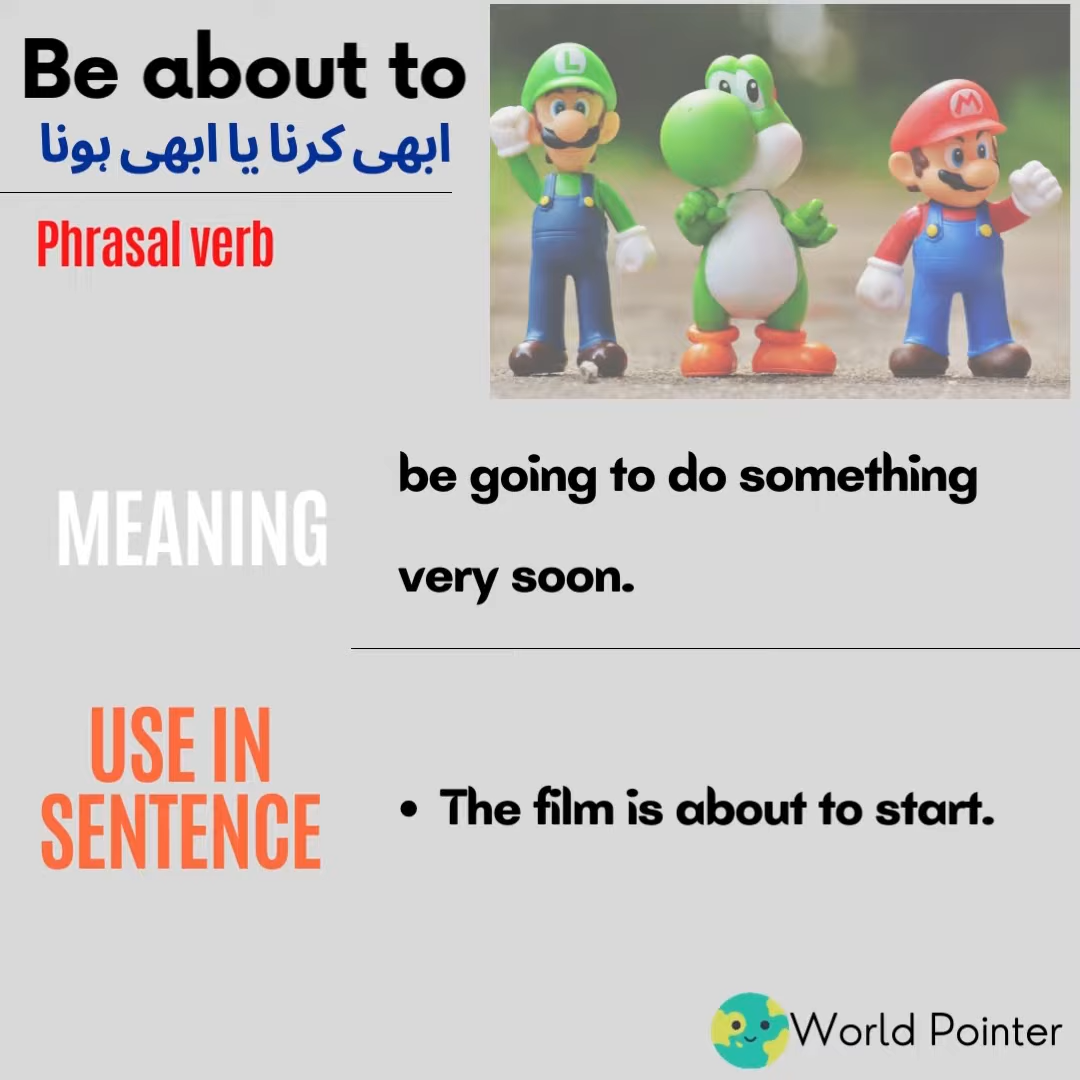 Be about to
ابھی کرنا یا ابھی ہونا
Phrasal verb
L
M
MEANING
be going to do something
very soon.
USE IN
SENTENCE
• The film is about to start.
World Pointer